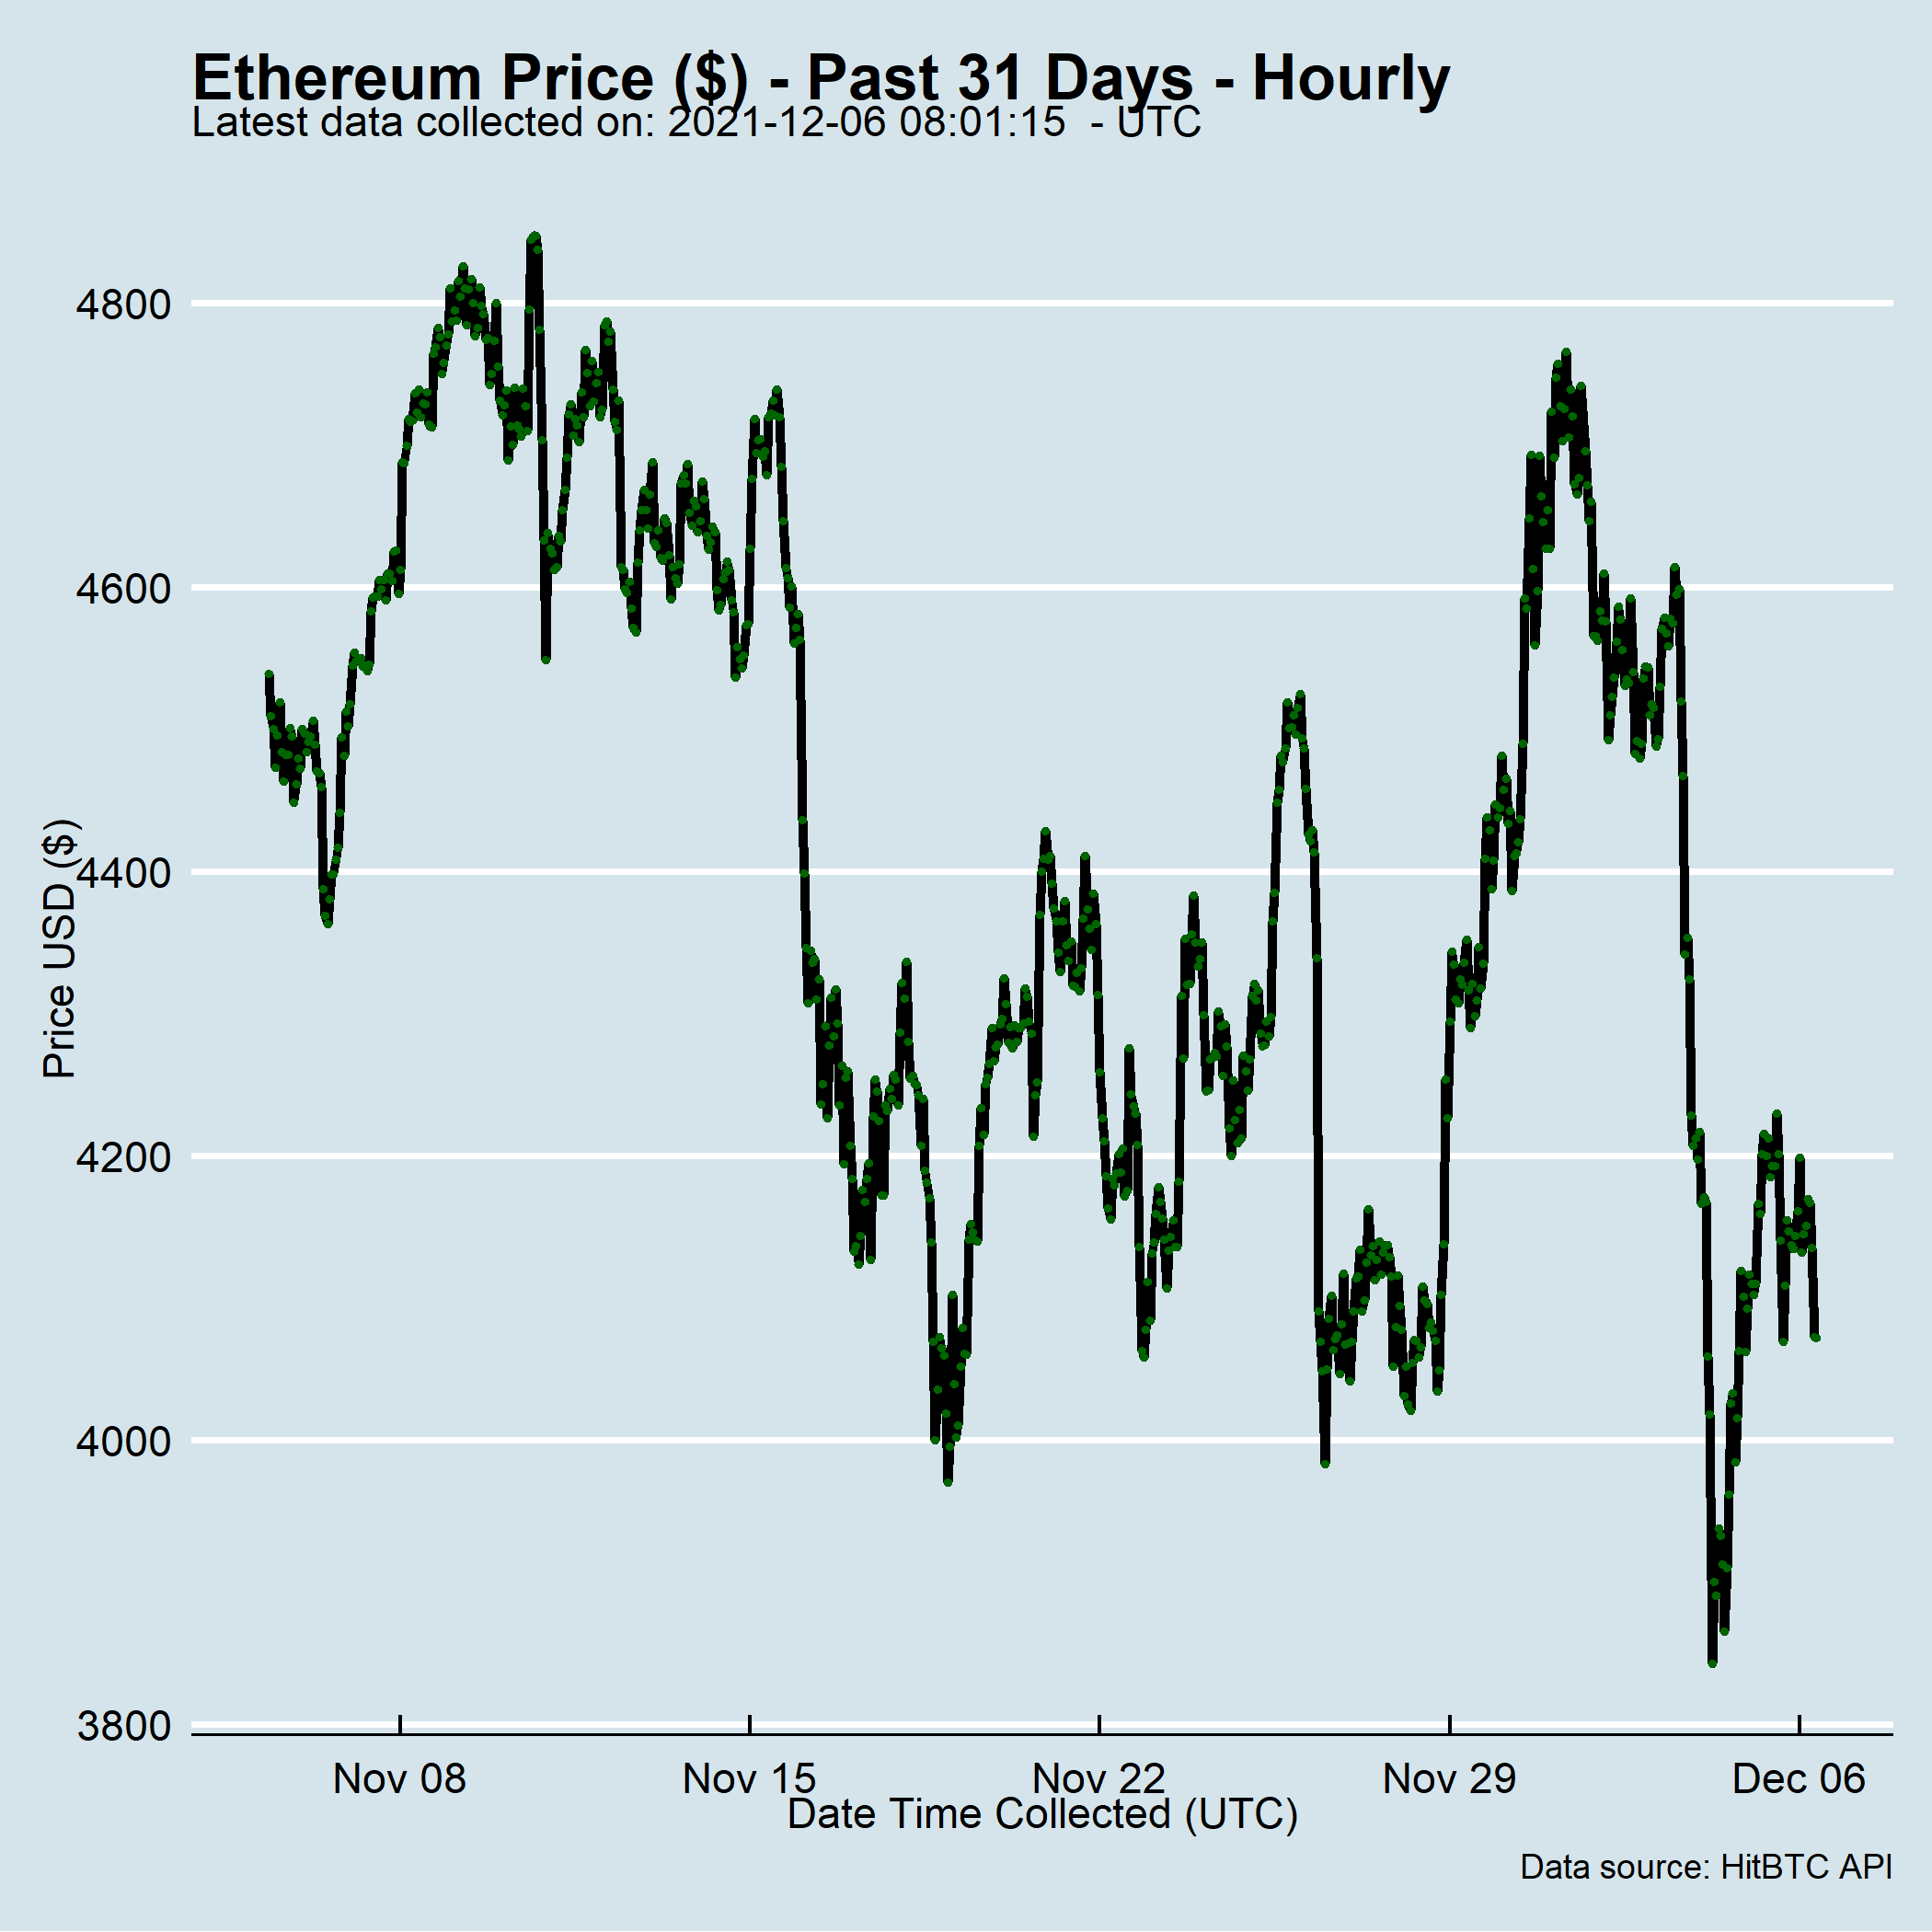 Ethereum Price ($) - Past 31 Days - Hourly
Latest data collected on: 2021-12-06 08:01:15  - UTC
4800
4600
4400
4200
4000
3800
Price USD ($)
Nov 08
Nov 15
Nov 22
Nov 29
Dec 06
Date Time Collected (UTC)
Data source: HitBTC API